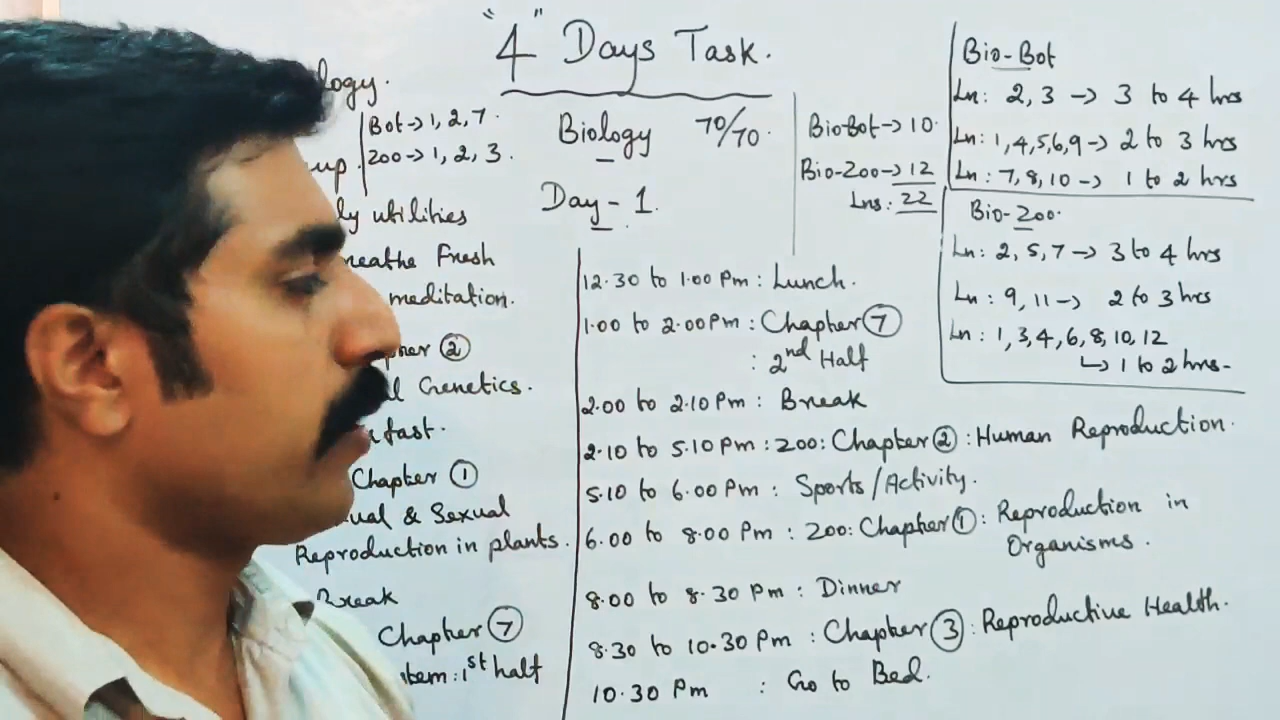 "4" Days Task.
Biology 70/70.
Day - 1.
logy.
Bot → 1, 2, 7.
Zoo → 1, 2, 3.
up.
ly utilities
reathe Fresh
meditation.
pter ②
l Genetics.
fast.
Chapter ①
ual & Sexual
Reproduction in plants.
Break
Chapter ⑦
tem : 1st half
12.30 to 1.00 Pm : Lunch.
1.00 to 2.00 Pm : Chapter ⑦
: 2nd Half
2.00 to 2.10 Pm : Break
2.10 to 5.10 Pm : Zoo : Chapter ② : Human Reproduction.
5.10 to 6.00 Pm : Sports / Activity.
6.00 to 8.00 Pm : Zoo : Chapter ① : Reproduction in
Organisms.
8.00 to 8.30 Pm : Dinner
8.30 to 10.30 Pm : Chapter ③ : Reproductive Health.
10.30 Pm : Go to Bed.
Bio-Bot → 10.
Bio-Zoo → 12
Lns : 22
Bio-Bot
Ln : 2, 3 → 3 to 4 hrs
Ln : 1, 4, 5, 6, 9 → 2 to 3 hrs
Ln : 7, 8, 10 → 1 to 2 hrs
Bio-Zoo.
Ln : 2, 5, 7 → 3 to 4 hrs
Ln : 9, 11 → 2 to 3 hrs
Ln : 1, 3, 4, 6, 8, 10, 12
↳ 1 to 2 hrs-